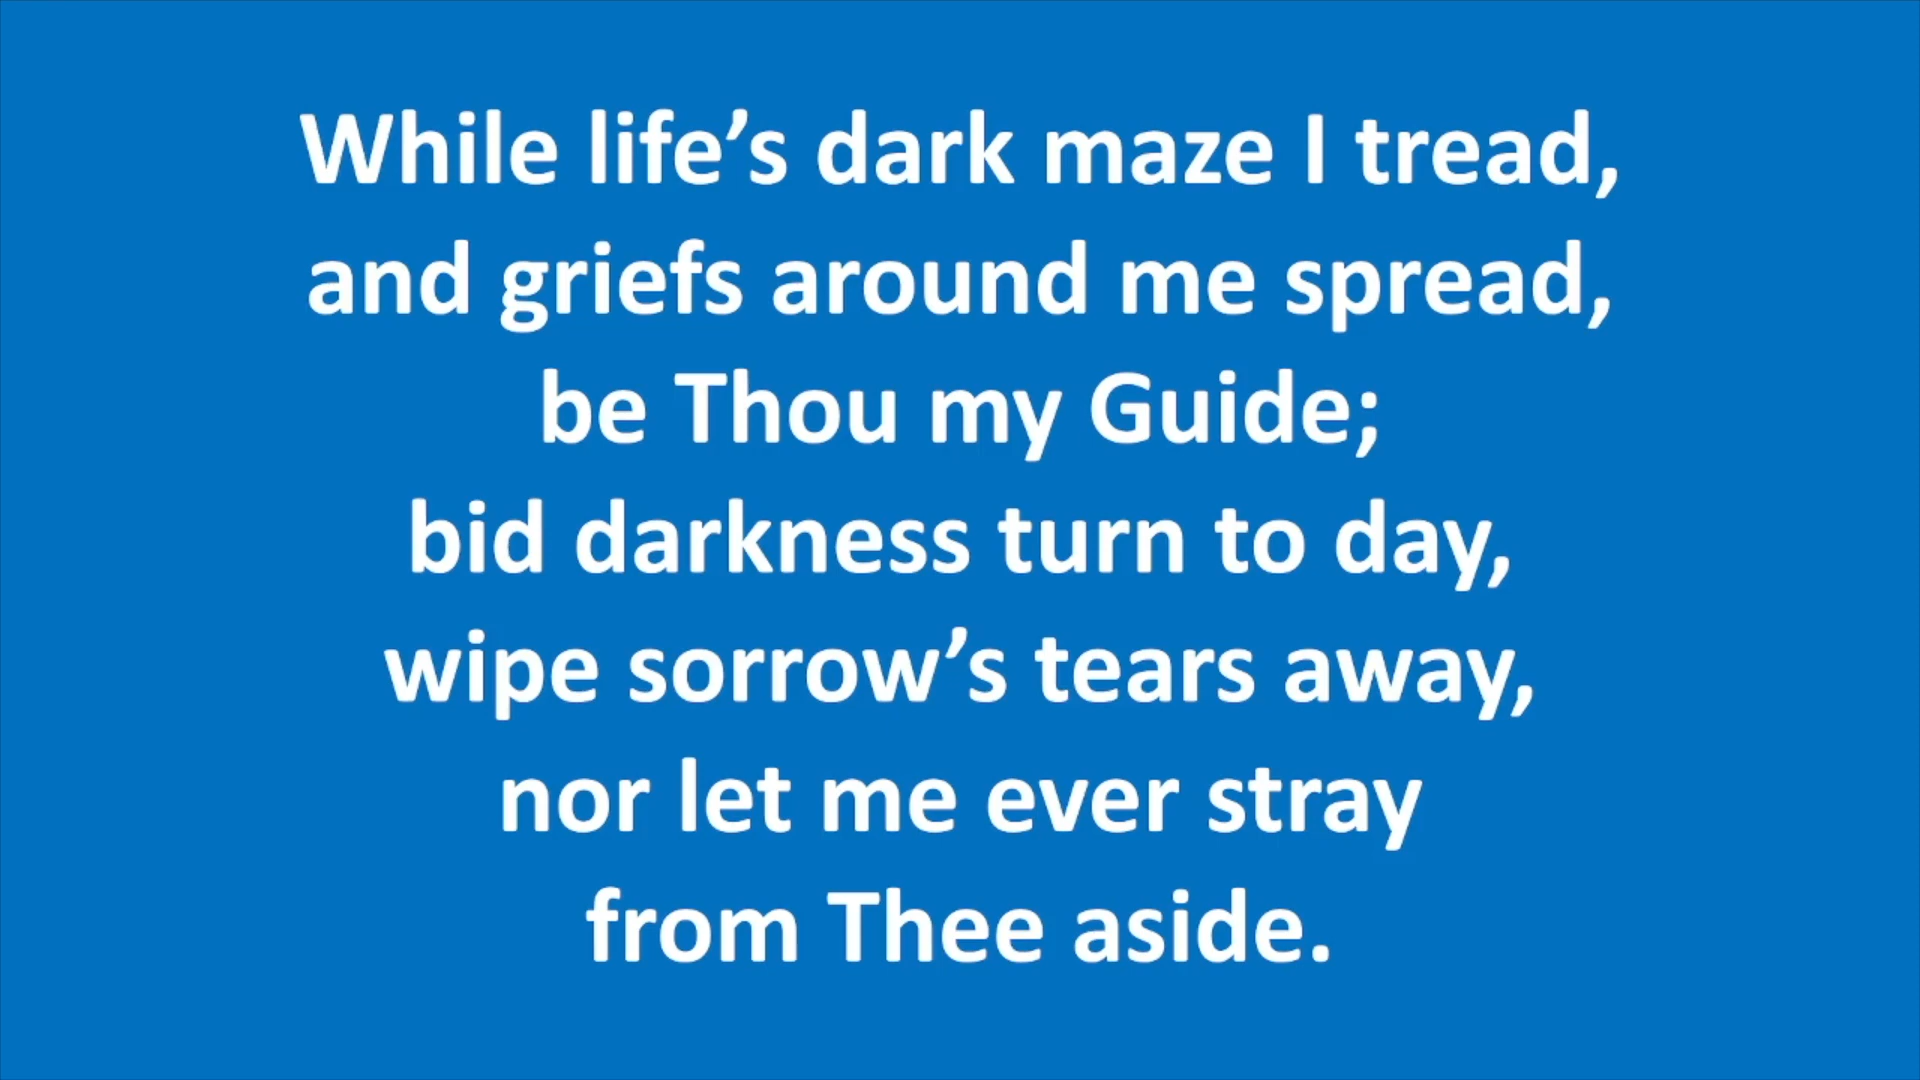 While life’s dark maze I tread,
and griefs around me spread,
be Thou my Guide;
bid darkness turn to day,
wipe sorrow’s tears away,
nor let me ever stray
from Thee aside.